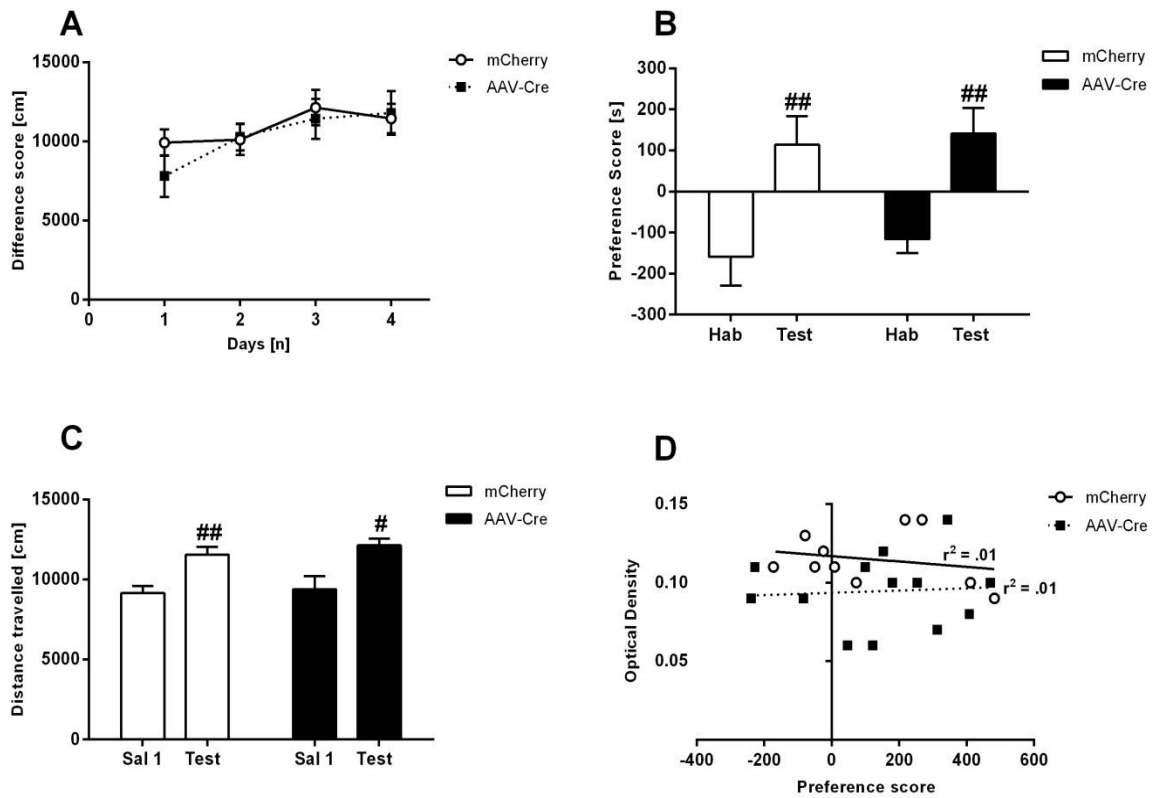 A
mCherry
AAV-Cre
Difference score [cm]
15000
10000
5000
0
0 1 2 3 4
Days [n]
B
mCherry
AAV-Cre
Preference Score [s]
300
200
100
0
-100
-200
-300
## ##
Hab Test Hab Test
C
mCherry
AAV-Cre
Distance travelled [cm]
15000
10000
5000
0
## #
Sal 1 Test Sal 1 Test
D
mCherry
AAV-Cre
Optical Density
0.15
0.10
0.05
r² = .01
r² = .01
-400 -200 0 200 400 600
Preference score